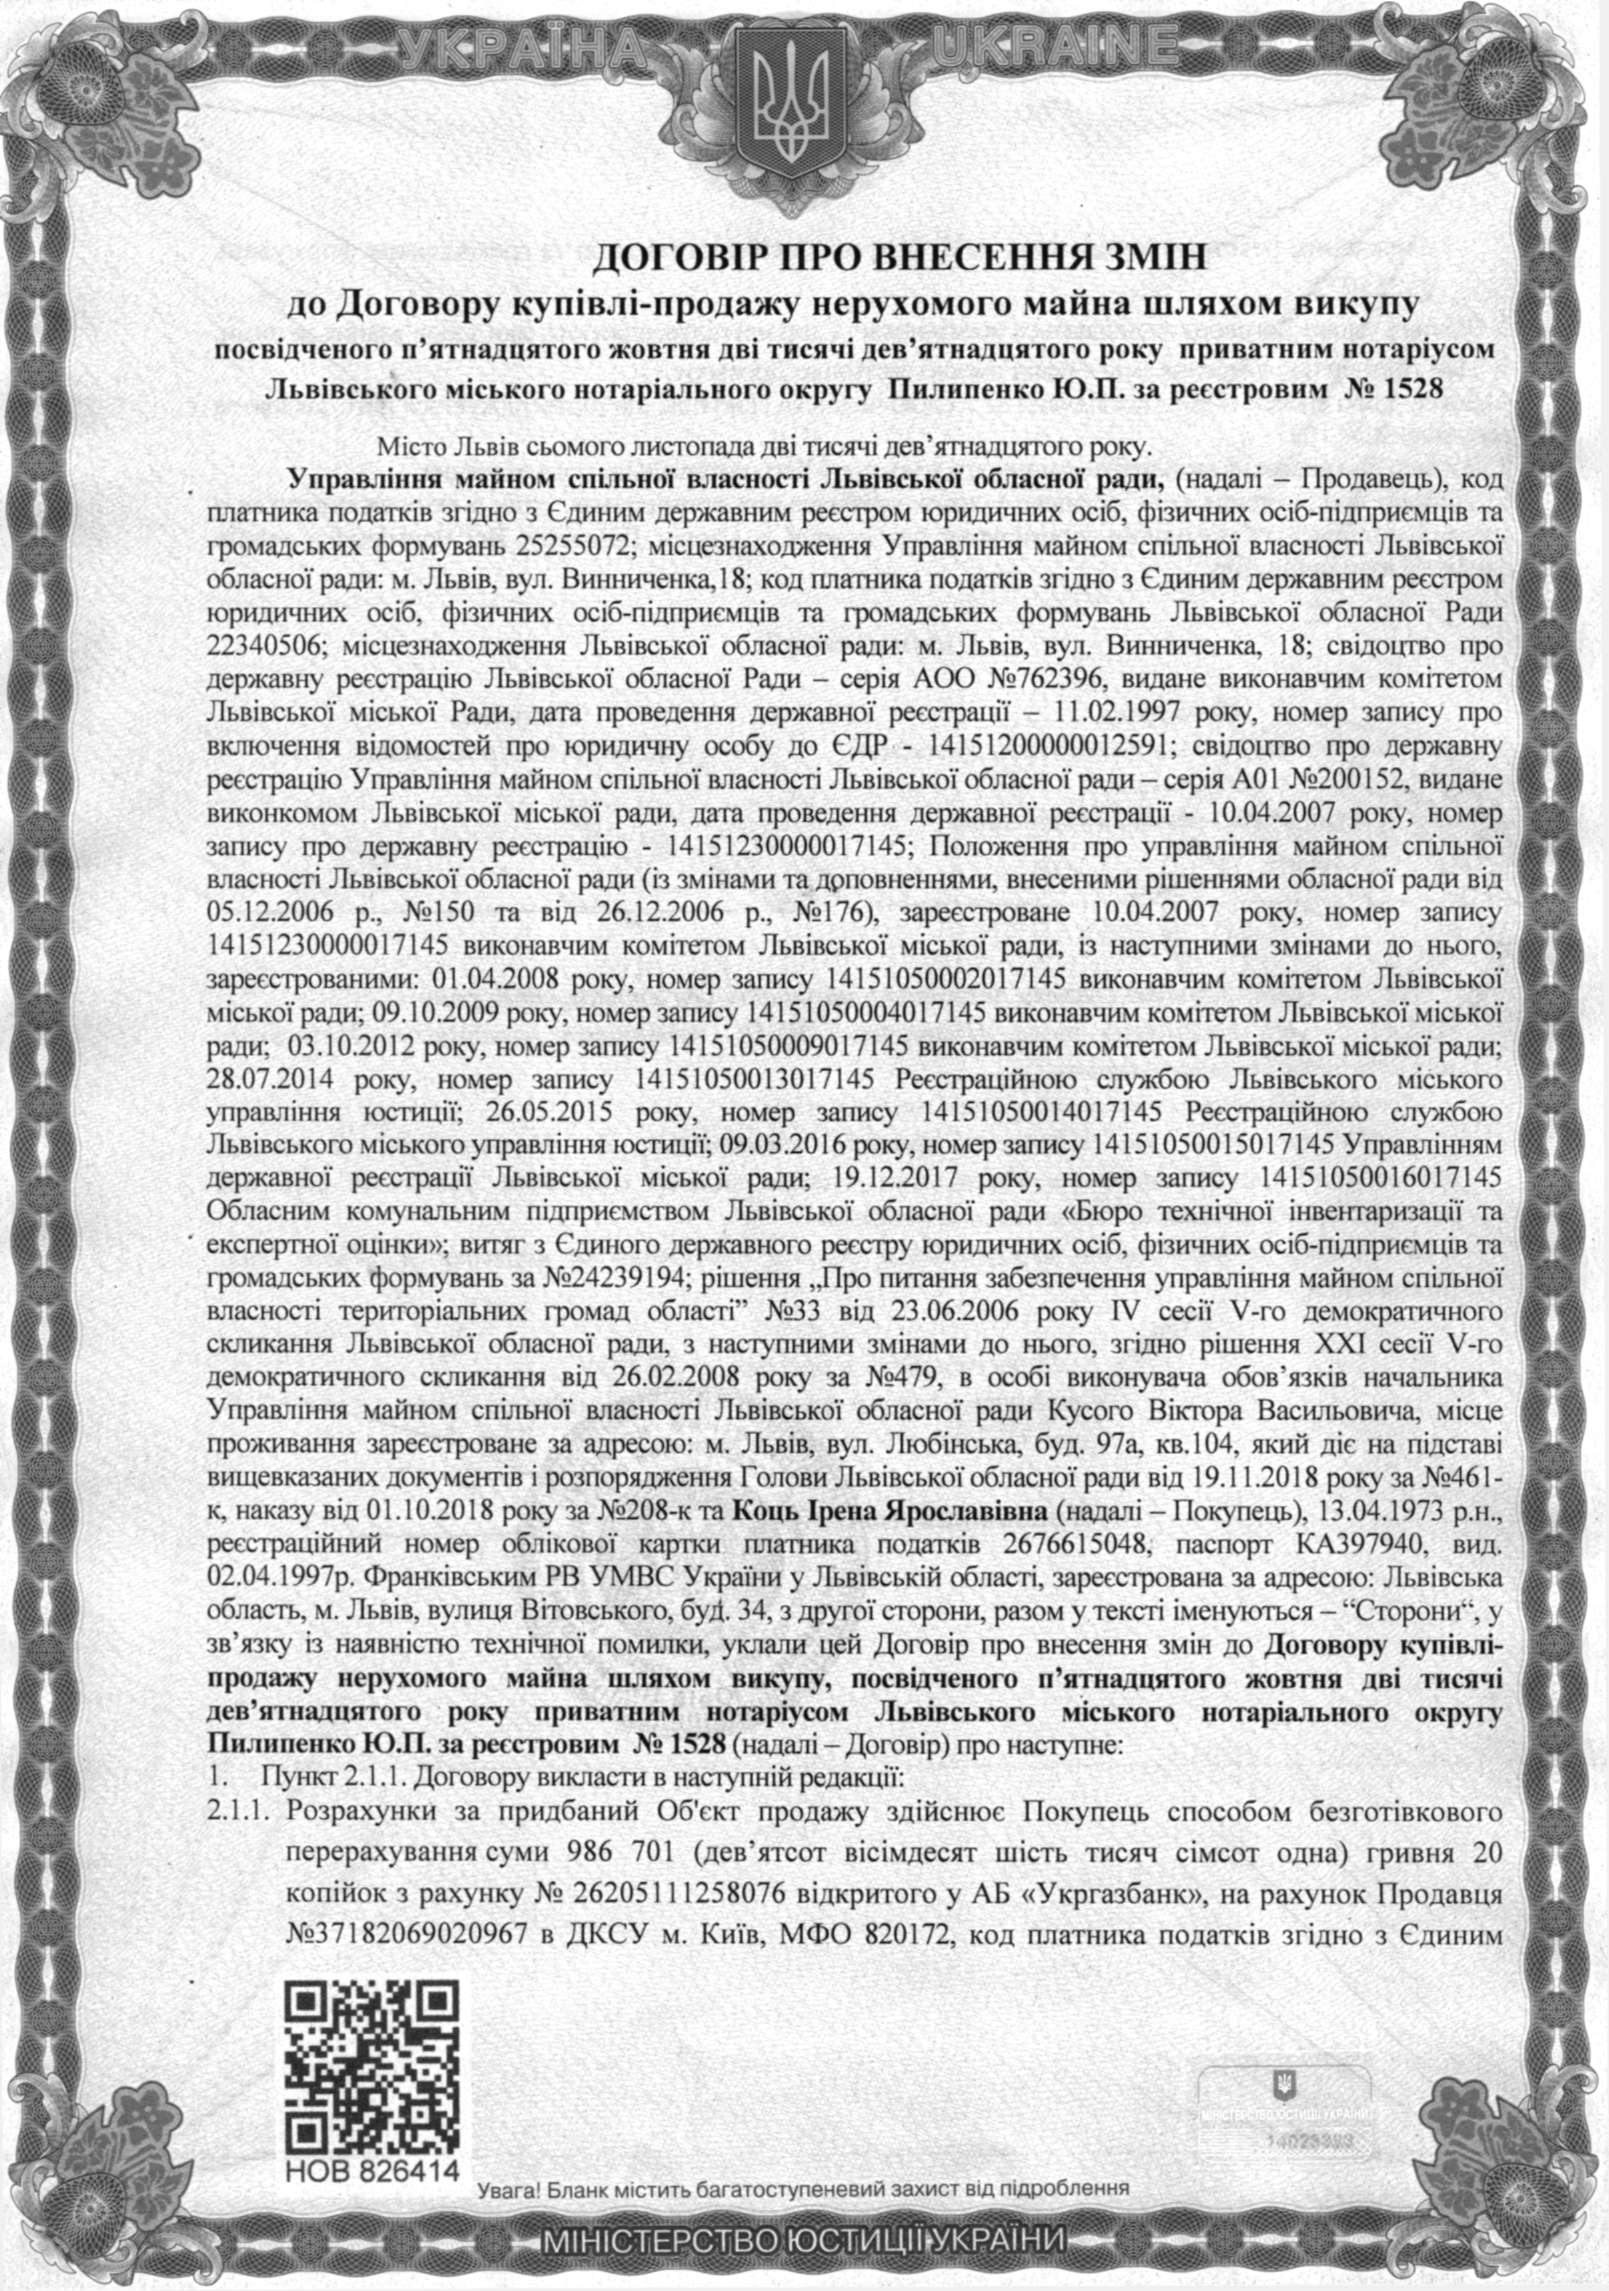 УКРАЇНА
UKRAINE
ДОГОВІР ПРО ВНЕСЕННЯ ЗМІН
до Договору купівлі-продажу нерухомого майна шляхом викупу
посвідченого п’ятнадцятого жовтня дві тисячі дев’ятнадцятого року приватним нотаріусом
Львівського міського нотаріального округу Пилипенко Ю.П. за реєстровим № 1528
Місто Львів сьомого листопада дві тисячі дев’ятнадцятого року.
Управління майном спільної власності Львівської обласної ради, (надалі – Продавець), код
платника податків згідно з Єдиним державним реєстром юридичних осіб, фізичних осіб-підприємців та
громадських формувань 25255072; місцезнаходження Управління майном спільної власності Львівської
обласної ради: м. Львів, вул. Винниченка,18; код платника податків згідно з Єдиним державним реєстром
юридичних осіб, фізичних осіб-підприємців та громадських формувань Львівської обласної Ради
22340506; місцезнаходження Львівської обласної ради: м. Львів, вул. Винниченка, 18; свідоцтво про
державну реєстрацію Львівської обласної Ради – серія АОО №762396, видане виконавчим комітетом
Львівської міської Ради, дата проведення державної реєстрації – 11.02.1997 року, номер запису про
включення відомостей про юридичну особу до ЄДР - 14151200000012591; свідоцтво про державну
реєстрацію Управління майном спільної власності Львівської обласної ради – серія А01 №200152, видане
виконкомом Львівської міської ради, дата проведення державної реєстрації - 10.04.2007 року, номер
запису про державну реєстрацію - 14151230000017145; Положення про управління майном спільної
власності Львівської обласної ради (із змінами та доповненнями, внесеними рішеннями обласної ради від
05.12.2006 р., №150 та від 26.12.2006 р., №176), зареєстроване 10.04.2007 року, номер запису
14151230000017145 виконавчим комітетом Львівської міської ради, із наступними змінами до нього,
зареєстрованими: 01.04.2008 року, номер запису 14151050002017145 виконавчим комітетом Львівської
міської ради; 09.10.2009 року, номер запису 14151050004017145 виконавчим комітетом Львівської міської
ради; 03.10.2012 року, номер запису 14151050009017145 виконавчим комітетом Львівської міської ради;
28.07.2014 року, номер запису 14151050013017145 Реєстраційною службою Львівського міського
управління юстиції; 26.05.2015 року, номер запису 14151050014017145 Реєстраційною службою
Львівського міського управління юстиції; 09.03.2016 року, номер запису 14151050015017145 Управлінням
державної реєстрації Львівської міської ради; 19.12.2017 року, номер запису 14151050016017145
Обласним комунальним підприємством Львівської обласної ради «Бюро технічної інвентаризації та
експертної оцінки»; витяг з Єдиного державного реєстру юридичних осіб, фізичних осіб-підприємців та
громадських формувань за №24239194; рішення „Про питання забезпечення управління майном спільної
власності територіальних громад області” №33 від 23.06.2006 року IV сесії V-го демократичного
скликання Львівської обласної ради, з наступними змінами до нього, згідно рішення XXI сесії V-го
демократичного скликання від 26.02.2008 року за №479, в особі виконувача обов’язків начальника
Управління майном спільної власності Львівської обласної ради Кусого Віктора Васильовича, місце
проживання зареєстроване за адресою: м. Львів, вул. Любінська, буд. 97а, кв.104, який діє на підставі
вищевказаних документів і розпорядження Голови Львівської обласної ради від 19.11.2018 року за №461-
к, наказу від 01.10.2018 року за №208-к та Коць Ірена Ярославівна (надалі – Покупець), 13.04.1973 р.н.,
реєстраційний номер облікової картки платника податків 2676615048, паспорт КА397940, вид.
02.04.1997р. Франківським РВ УМВС України у Львівській області, зареєстрована за адресою: Львівська
область, м. Львів, вулиця Вітовського, буд. 34, з другої сторони, разом у тексті іменуються – “Сторони“, у
зв’язку із наявністю технічної помилки, уклали цей Договір про внесення змін до Договору купівлі-
продажу нерухомого майна шляхом викупу, посвідченого п’ятнадцятого жовтня дві тисячі
дев’ятнадцятого року приватним нотаріусом Львівського міського нотаріального округу
Пилипенко Ю.П. за реєстровим № 1528 (надалі – Договір) про наступне:
1. Пункт 2.1.1. Договору викласти в наступній редакції:
2.1.1. Розрахунки за придбаний Об'єкт продажу здійснює Покупець способом безготівкового
перерахування суми 986 701 (дев’ятсот вісімдесят шість тисяч сімсот одна) гривня 20
копійок з рахунку № 26205111258076 відкритого у АБ «Укргазбанк», на рахунок Продавця
№37182069020967 в ДКСУ м. Київ, МФО 820172, код платника податків згідно з Єдиним
НОВ 826414
МІНІСТЕРСТВО ЮСТИЦІЇ УКРАЇНИ
Увага! Бланк містить багатоступеневий захист від підроблення
МІНІСТЕРСТВО ЮСТИЦІЇ УКРАЇНИ